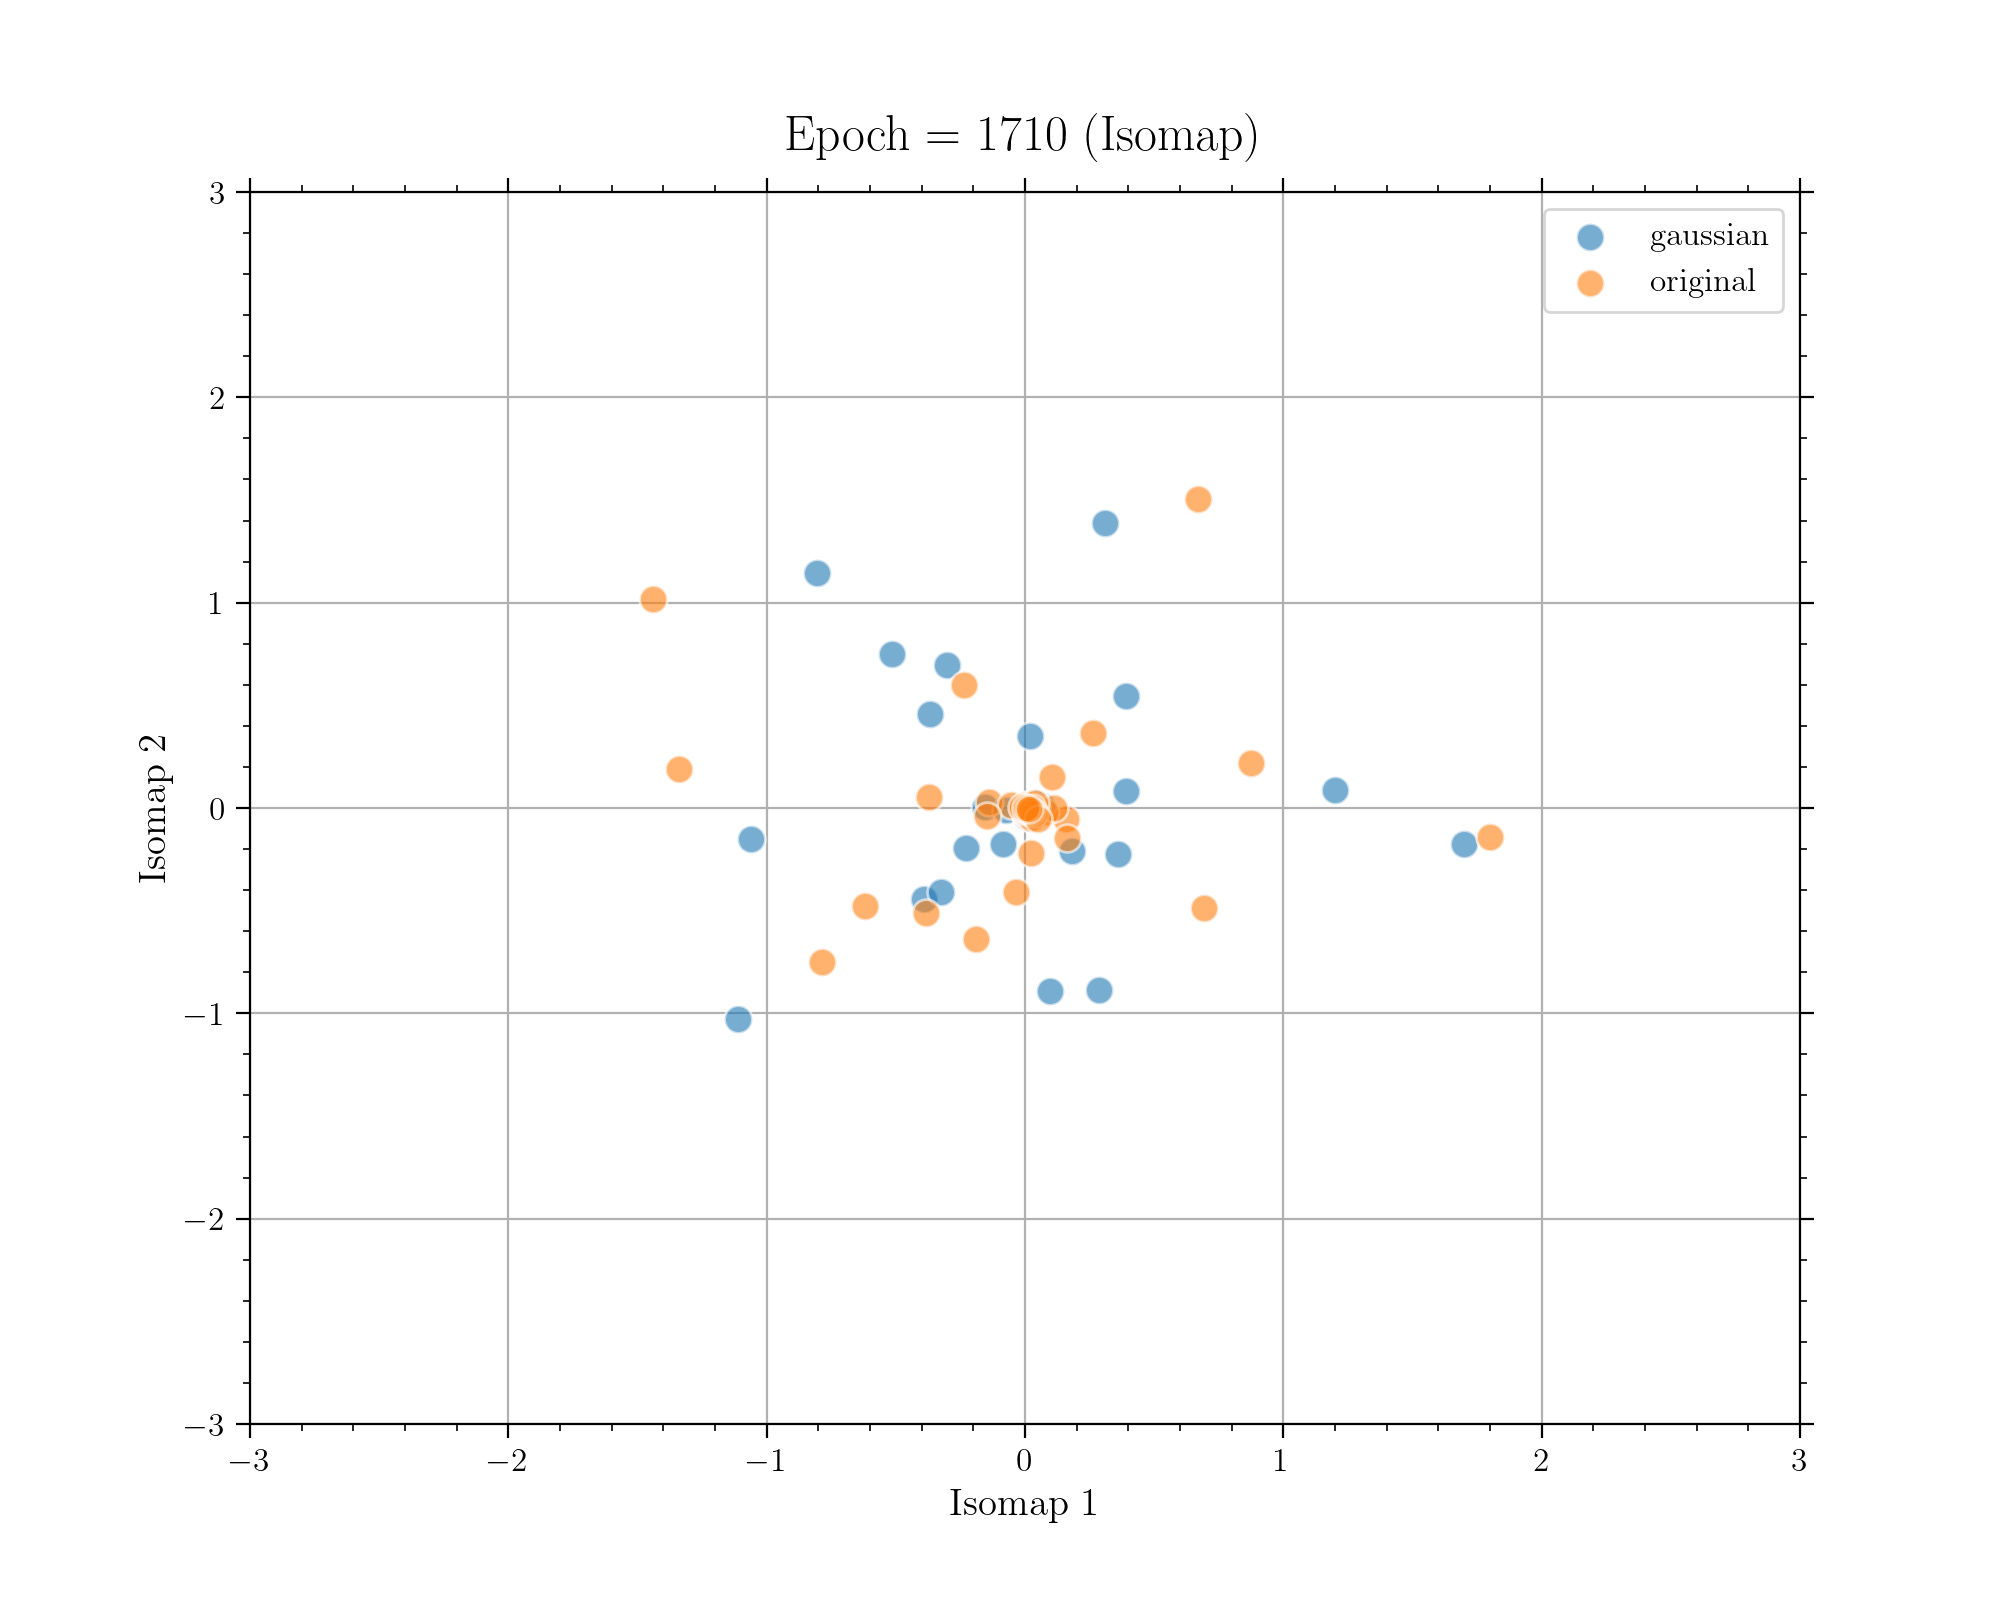 Epoch = 1710 (Isomap)
gaussian
original
3
2
1
0
−1
−2
−3
Isomap 2
−3
−2
−1
0
1
2
3
Isomap 1